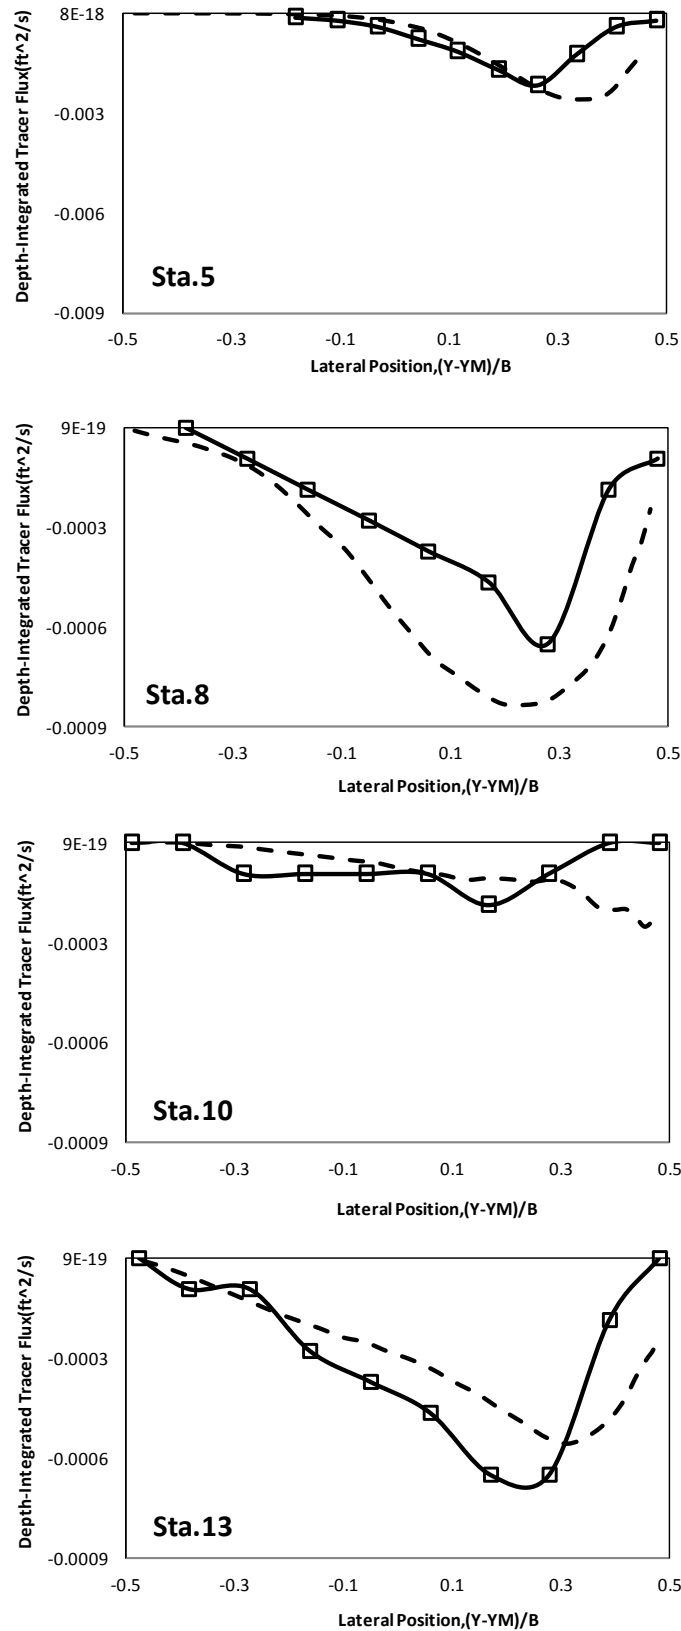 8E-18
-0.003
-0.006
-0.009
Depth-Integrated Tracer Flux(ft^2/s)
Sta.5
-0.5 -0.3 -0.1 0.1 0.3 0.5
Lateral Position,(Y-YM)/B
9E-19
-0.0003
-0.0006
-0.0009
Depth-Integrated Tracer Flux(ft^2/s)
Sta.8
-0.5 -0.3 -0.1 0.1 0.3 0.5
Lateral Position,(Y-YM)/B
9E-19
-0.0003
-0.0006
-0.0009
Depth-Integrated Tracer Flux(ft^2/s)
Sta.10
-0.5 -0.3 -0.1 0.1 0.3 0.5
Lateral Position,(Y-YM)/B
9E-19
-0.0003
-0.0006
-0.0009
Depth-Integrated Tracer Flux(ft^2/s)
Sta.13
-0.5 -0.3 -0.1 0.1 0.3 0.5
Lateral Position,(Y-YM)/B